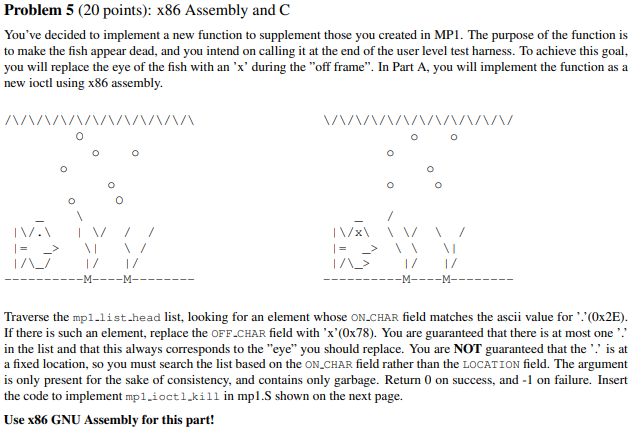 Problem 5 (20 points): x86 Assembly and C
You've decided to implement a new function to supplement those you created in MP1. The purpose of the function is
to make the fish appear dead, and you intend on calling it at the end of the user level test harness. To achieve this goal,
you will replace the eye of the fish with an 'x' during the "off frame". In Part A, you will implement the function as a
new ioctl using x86 assembly.
/\/\/\/\/\/\/\/\/\/\/\/\ \/\/\/\/\/\/\/\/\/\/\/\/
o o o
o o o
o o
o o o
o o
_ \ _ /
|\/.\ | \/ / / |\/x\ \ \/ \ /
|= _> \| \ / |= _> \ \ \|
|/\_/ |/ |/ |/\_> |/ |/
----------M----M-------- ----------M----M--------
Traverse the mp1_list_head list, looking for an element whose ON_CHAR field matches the ascii value for '.'(0x2E).
If there is such an element, replace the OFF_CHAR field with 'x'(0x78). You are guaranteed that there is at most one '.'
in the list and that this always corresponds to the "eye" you should replace. You are NOT guaranteed that the '.' is at
a fixed location, so you must search the list based on the ON_CHAR field rather than the LOCATION field. The argument
is only present for the sake of consistency, and contains only garbage. Return 0 on success, and -1 on failure. Insert
the code to implement mp1_ioctl_kill in mp1.S shown on the next page.
Use x86 GNU Assembly for this part!